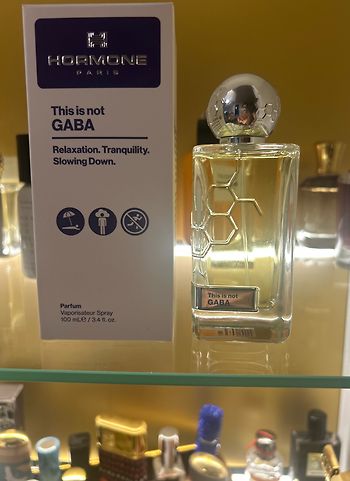 HORMONE
PARIS
This is not
GABA
Relaxation. Tranquility.
Slowing Down.
Parfum
Vaporisateur Spray
100 mL℮ / 3.4 fl. oz.
This is not
GABA